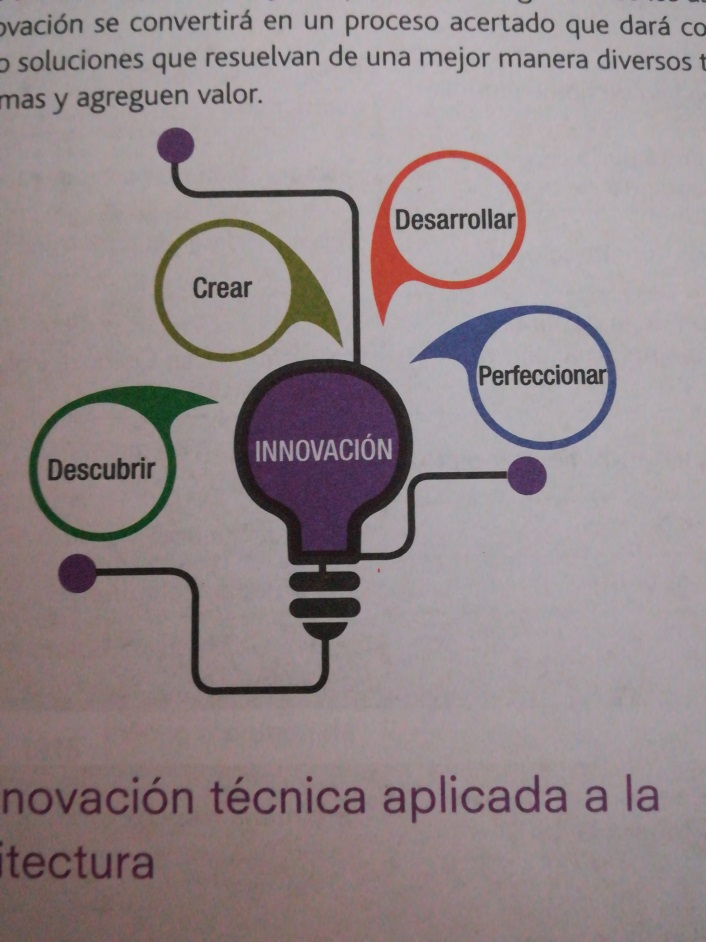 ovación se convertirá en un proceso acertado que dará co
o soluciones que resuelvan de una mejor manera diversos t
mas y agreguen valor.
Desarrollar
Crear
Perfeccionar
INNOVACIÓN
Descubrir
nnovación técnica aplicada a la
itectura